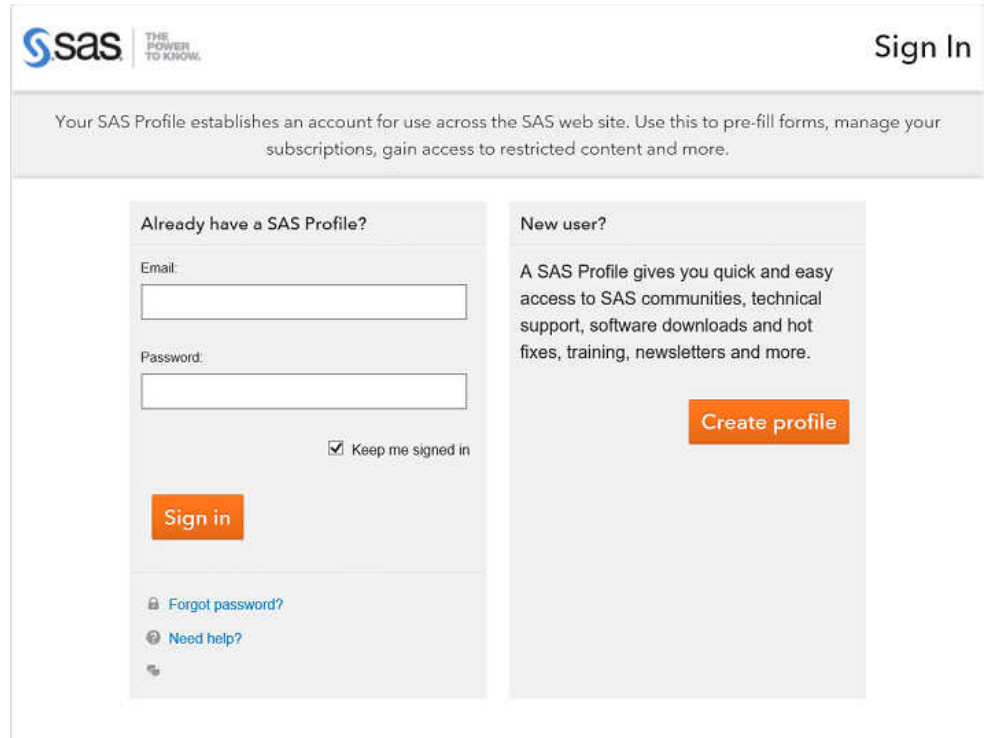 sas
THE
POWER
TO KNOW.
Sign In
Your SAS Profile establishes an account for use across the SAS web site. Use this to pre-fill forms, manage your
subscriptions, gain access to restricted content and more.
Already have a SAS Profile?
Email:
Password:
Keep me signed in
Sign in
Forgot password?
Need help?
New user?
A SAS Profile gives you quick and easy
access to SAS communities, technical
support, software downloads and hot
fixes, training, newsletters and more.
Create profile